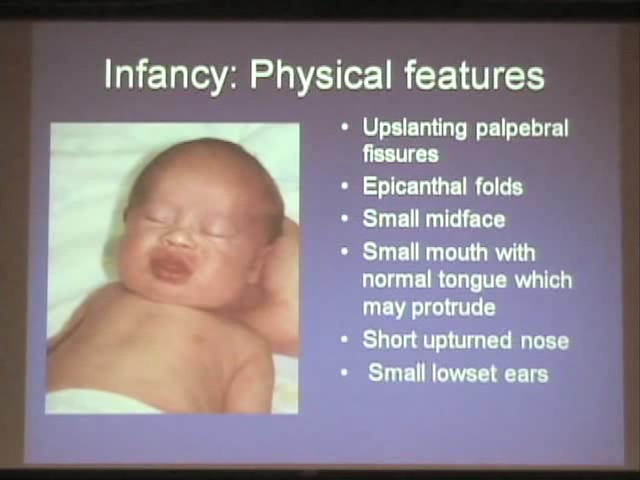 Infancy: Physical features
• Upslanting palpebral
fissures
• Epicanthal folds
• Small midface
• Small mouth with
normal tongue which
may protrude
• Short upturned nose
• Small lowset ears